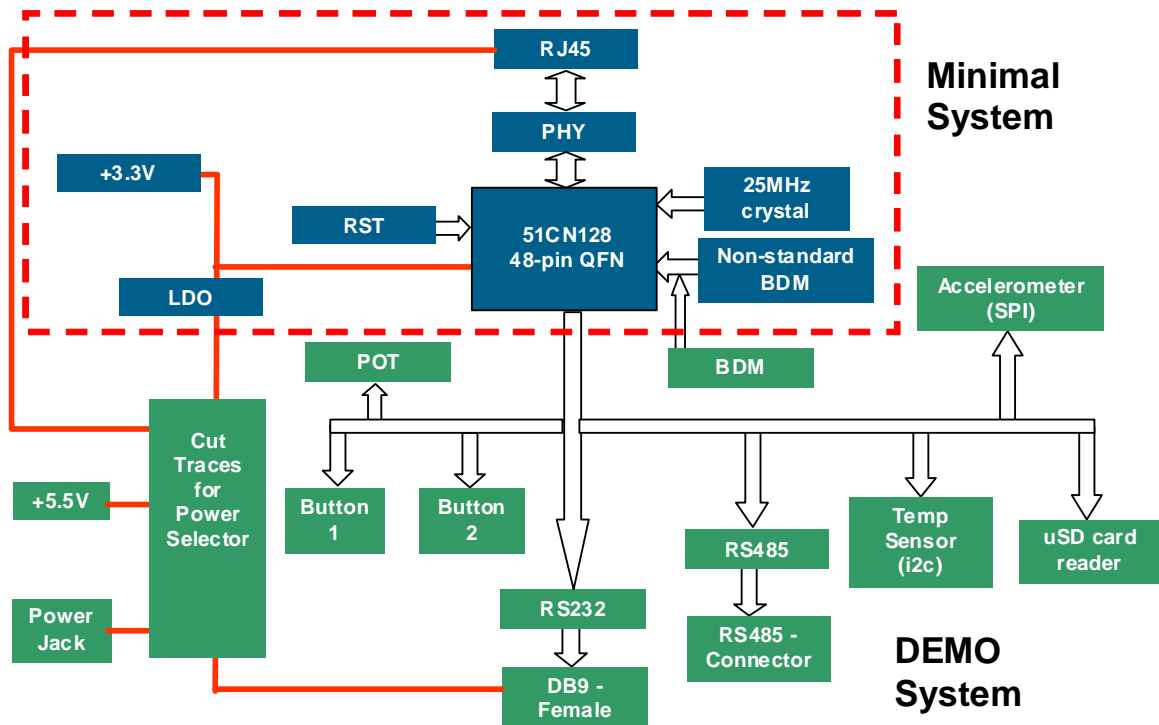 RJ45
Minimal
System
PHY
+3.3V
25MHz
crystal
RST
51CN128
48-pin QFN
Non-standard
BDM
LDO
Accelerometer
(SPI)
POT
BDM
Cut
Traces
for
Power
Selector
+5.5V
Button
1
Button
2
RS485
Temp
Sensor
(i2c)
uSD card
reader
RS232
Power
Jack
RS485 -
Connector
DB9 -
Female
DEMO
System